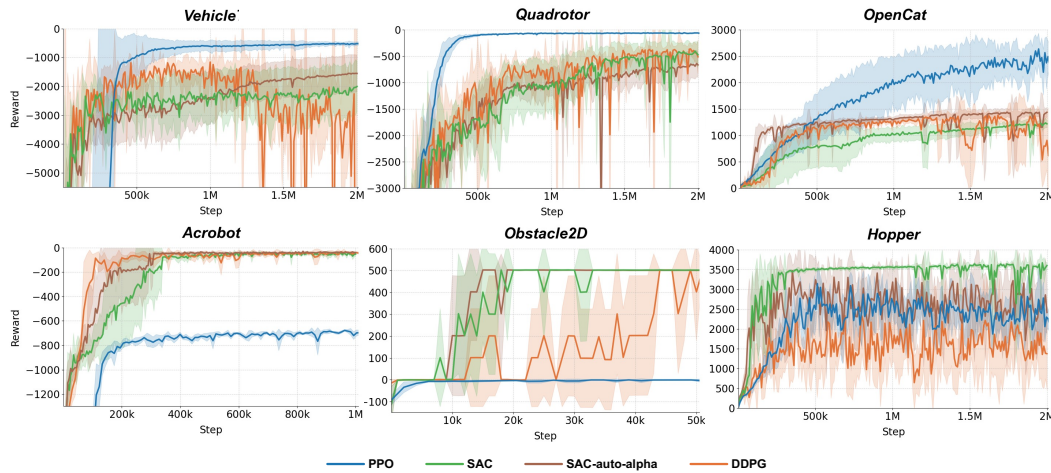 Vehicle
Quadrotor
OpenCat
0
-1000
-2000
-3000
-4000
-5000
Reward
500k
1M
1.5M
2M
Step
0
-500
-1000
-1500
-2000
-2500
-3000
500k
1M
1.5M
2M
Step
3000
2500
2000
1500
1000
500
0
500k
1M
1.5M
2M
Step
Acrobot
Obstacle2D
Hopper
0
-200
-400
-600
-800
-1000
-1200
Reward
200k
400k
600k
800k
1M
Step
600
500
400
300
200
100
0
-100
10k
20k
30k
40k
50k
Step
4000
3500
3000
2500
2000
1500
1000
500
0
500k
1M
1.5M
2M
Step
PPO
SAC
SAC-auto-alpha
DDPG